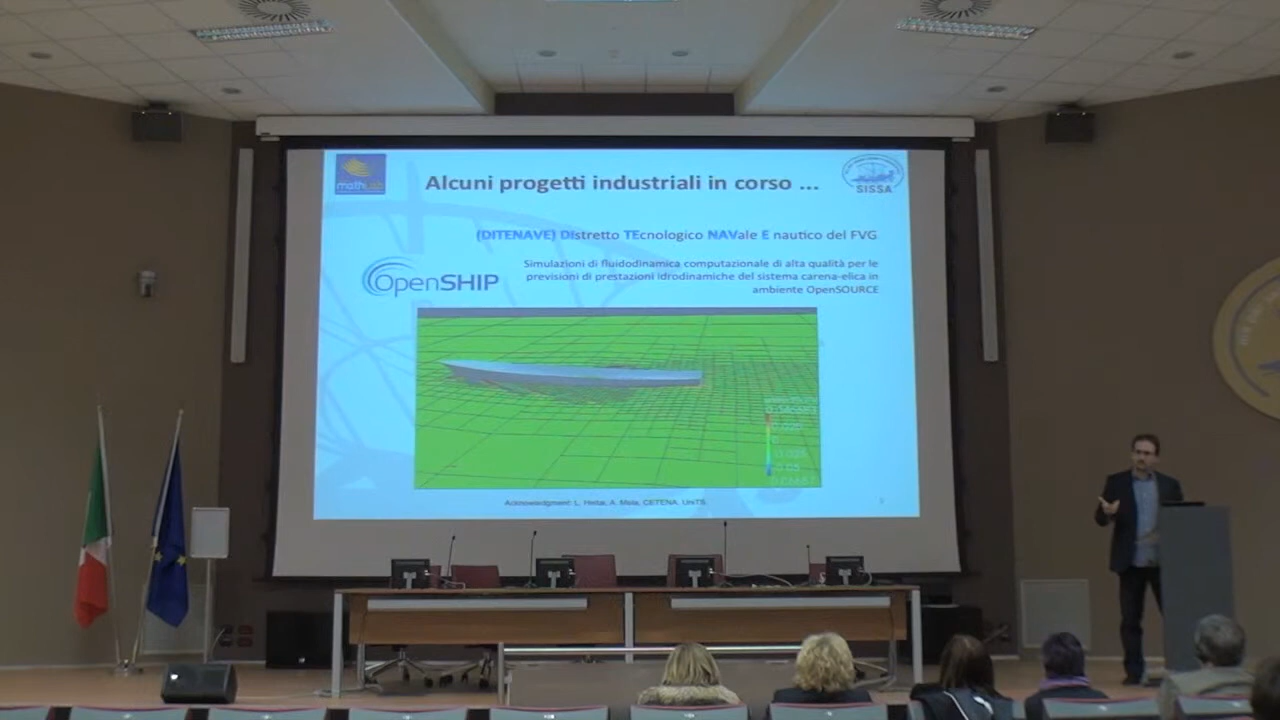 mathLab
Alcuni progetti industriali in corso ...
SISSA
(DITENAVE) DIstretto TEcnologico NAVale E nautico del FVG
OpenSHIP
Simulazioni di fluidodinamica computazionale di alta qualità per le
previsioni di prestazioni idrodinamiche del sistema carena-elica in
ambiente OpenSOURCE
Acknowledgment: L. Heltai, A. Mola, CETENA, UniTS.